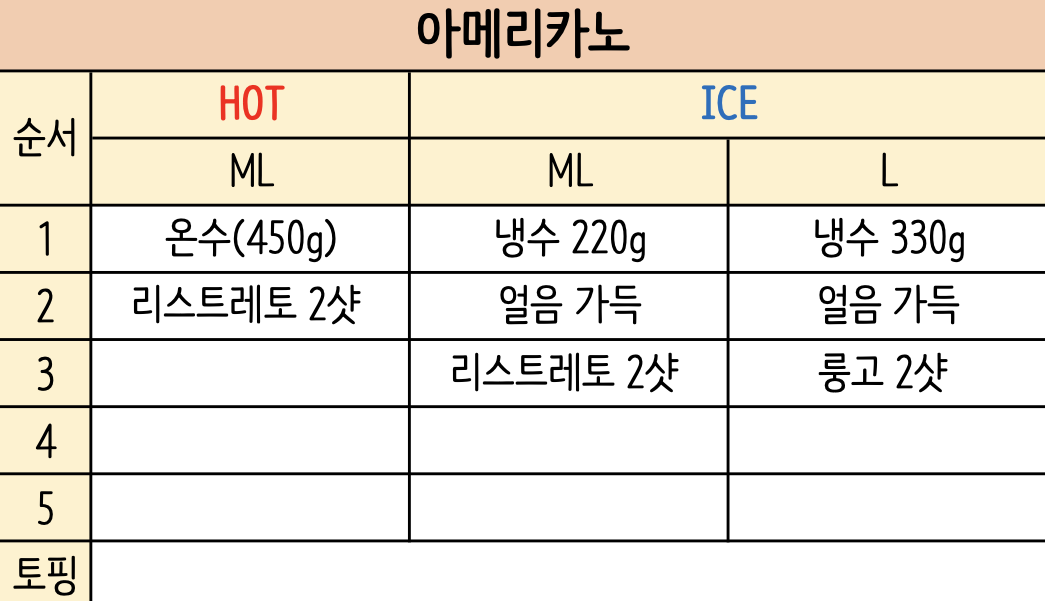 아메리카노
순서 HOT ICE
ML ML L
1 온수(450g) 냉수 220g 냉수 330g
2 리스트레토 2샷 얼음 가득 얼음 가득
3 리스트레토 2샷 룽고 2샷
4
5
토핑